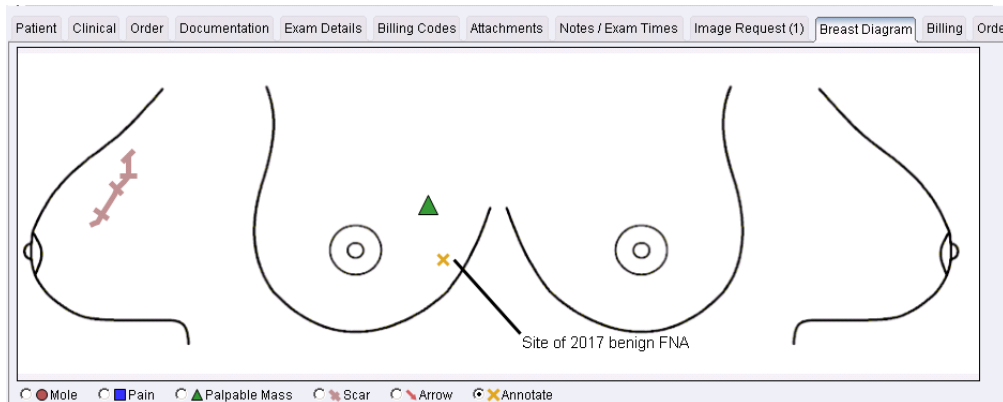 Patient Clinical Order Documentation Exam Details Billing Codes Attachments Notes / Exam Times Image Request (1) Breast Diagram Billing Orde
Site of 2017 benign FNA
Mole Pain Palpable Mass Scar Arrow Annotate